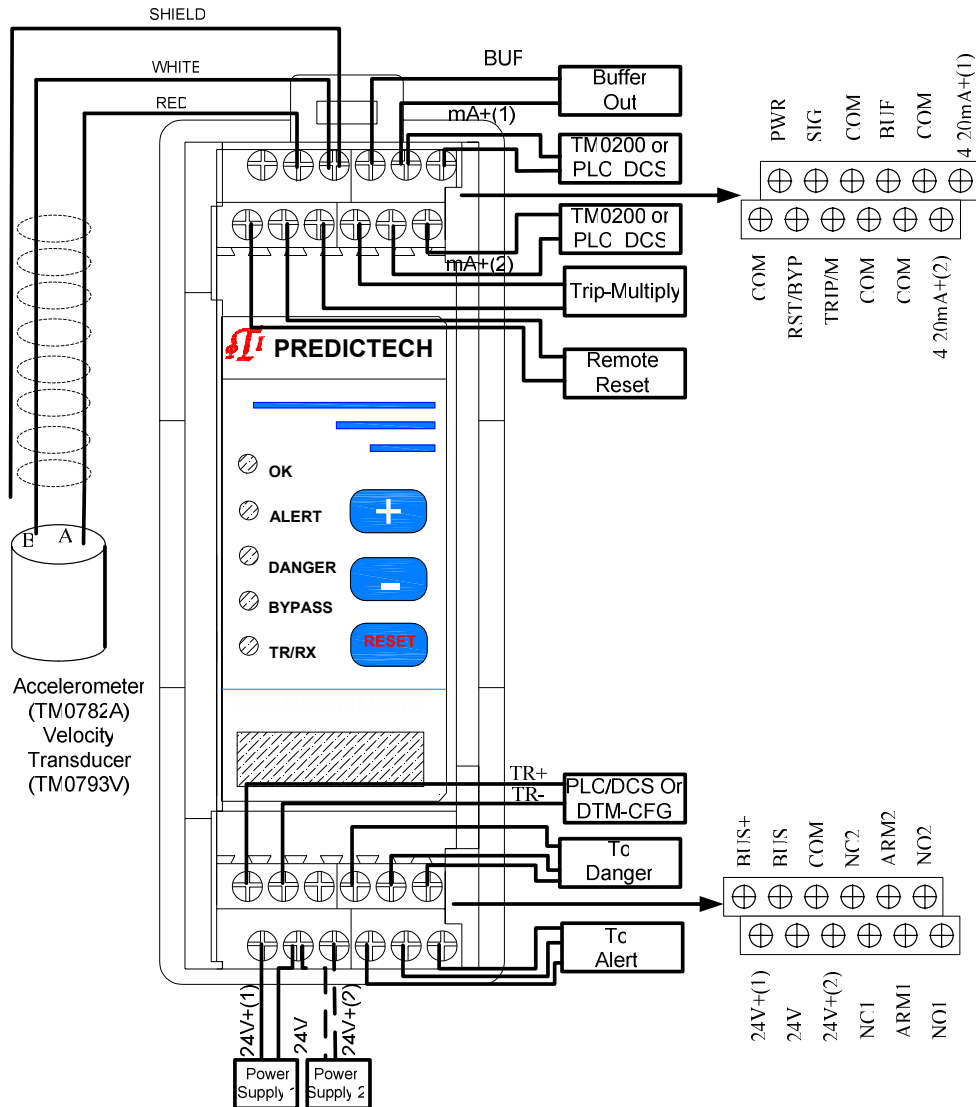 SHIELD
WHITE
RED
BUF
Buffer
Out
mA+(1)
TM0200 or
PLC DCS
TM0200 or
PLC DCS
mA+(2)
Trip-Multiply
Remote
Reset
PWR
SIG
COM
BUF
COM
4 20mA+(1)
COM
RST/BYP
TRIP/M
COM
COM
4 20mA+(2)
PREDICTECH
OK
ALERT
DANGER
BYPASS
TR/RX
+
-
RESET
B
A
Accelerometer
(TM0782A)
Velocity
Transducer
(TM0793V)
TR+
TR-
PLC/DCS Or
DTM-CFG
To
Danger
To
Alert
BUS+
BUS
COM
NC2
ARM2
NO2
24V+(1)
24V
24V+(2)
NC1
ARM1
NO1
24V+(1)
24V
24V+(2)
Power
Supply 1
Power
Supply 2